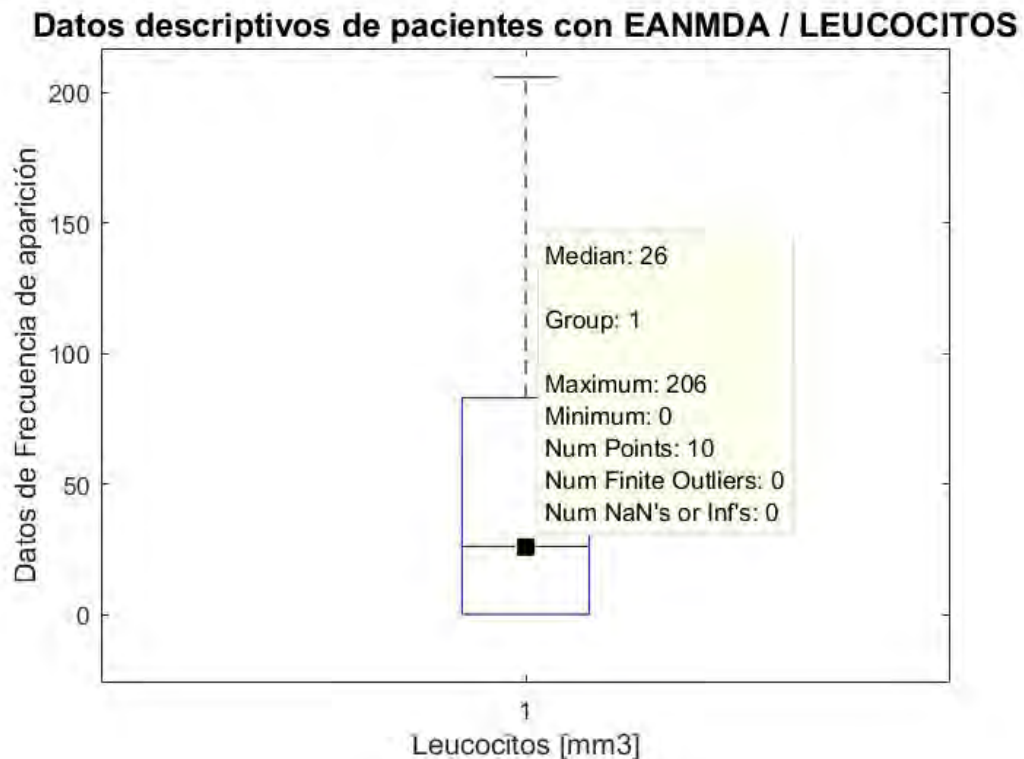 Datos descriptivos de pacientes con EANMDA / LEUCOCITOS
Datos de Frecuencia de aparición
200
150
100
50
0
Median: 26
Group: 1
Maximum: 206
Minimum: 0
Num Points: 10
Num Finite Outliers: 0
Num NaN's or Inf's: 0
1
Leucocitos [mm3]